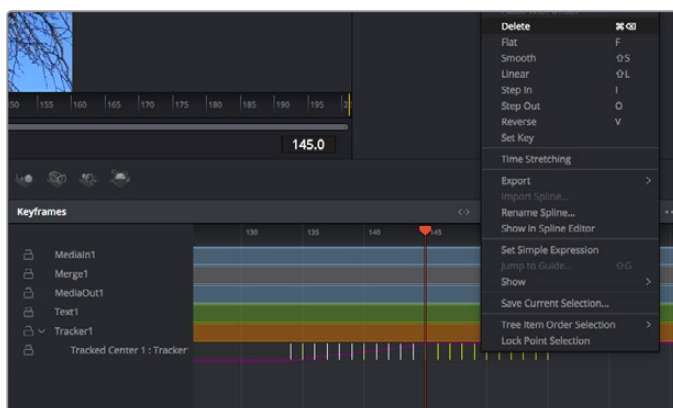 Delete ⌘⌫
Flat F
Smooth ⇧S
Linear ⇧L
Step In I
Step Out O
Reverse V
Set Key
Time Stretching
Export >
Import Spline...
Rename Spline...
Show in Spline Editor
Set Simple Expression
Jump to Guide... ⇧G
Show >
Save Current Selection...
Tree Item Order Selection >
Lock Point Selection
50 155 160 165 170 175 180 185 190 195
145.0
Keyframes
130 135 140 145
MediaIn1
Merge1
MediaOut1
Text1
Tracker1
Tracked Center 1 : Tracker